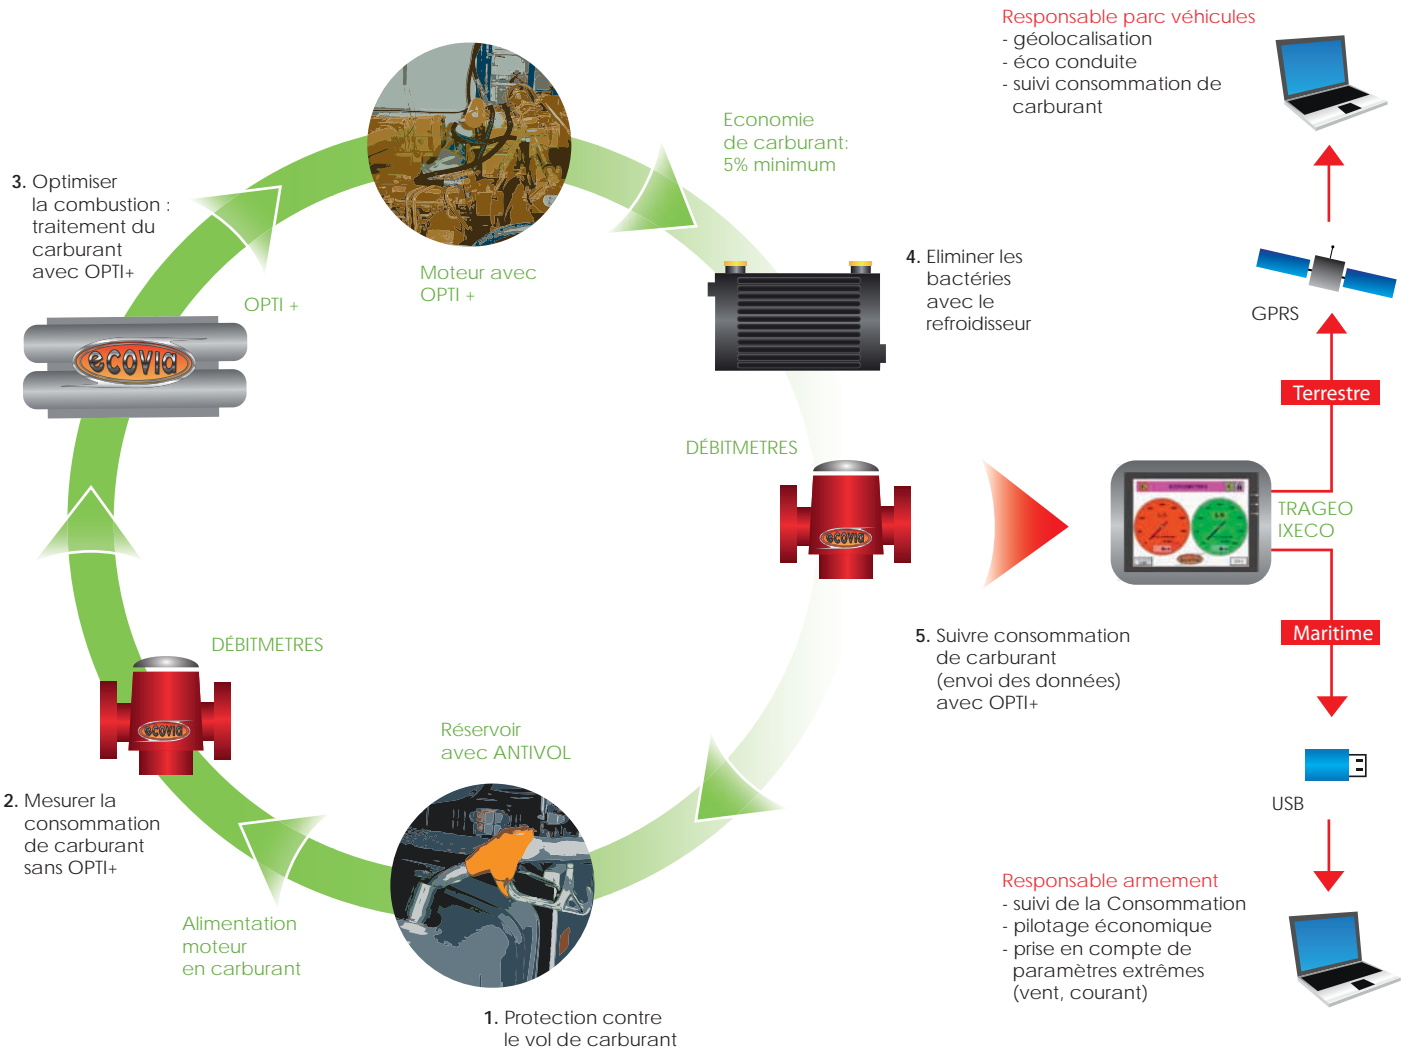 Responsable parc véhicules
- géolocalisation
- éco conduite
- suivi consommation de
carburant
Economie
de carburant:
5% minimum
3. Optimiser
la combustion :
traitement du
carburant
avec OPTI+
OPTI +
Moteur avec
OPTI +
4. Eliminer les
bactéries
avec le
refroidisseur
GPRS
ecovia
Terrestre
DÉBITMETRES
ecovia
TRAGEO
IXECO
5. Suivre consommation
de carburant
(envoi des données)
avec OPTI+
Maritime
DÉBITMETRES
ecovia
Réservoir
avec ANTIVOL
2. Mesurer la
consommation
de carburant
sans OPTI+
USB
Alimentation
moteur
en carburant
Responsable armement
- suivi de la Consommation
- pilotage économique
- prise en compte de
paramètres extrêmes
(vent, courant)
1. Protection contre
le vol de carburant